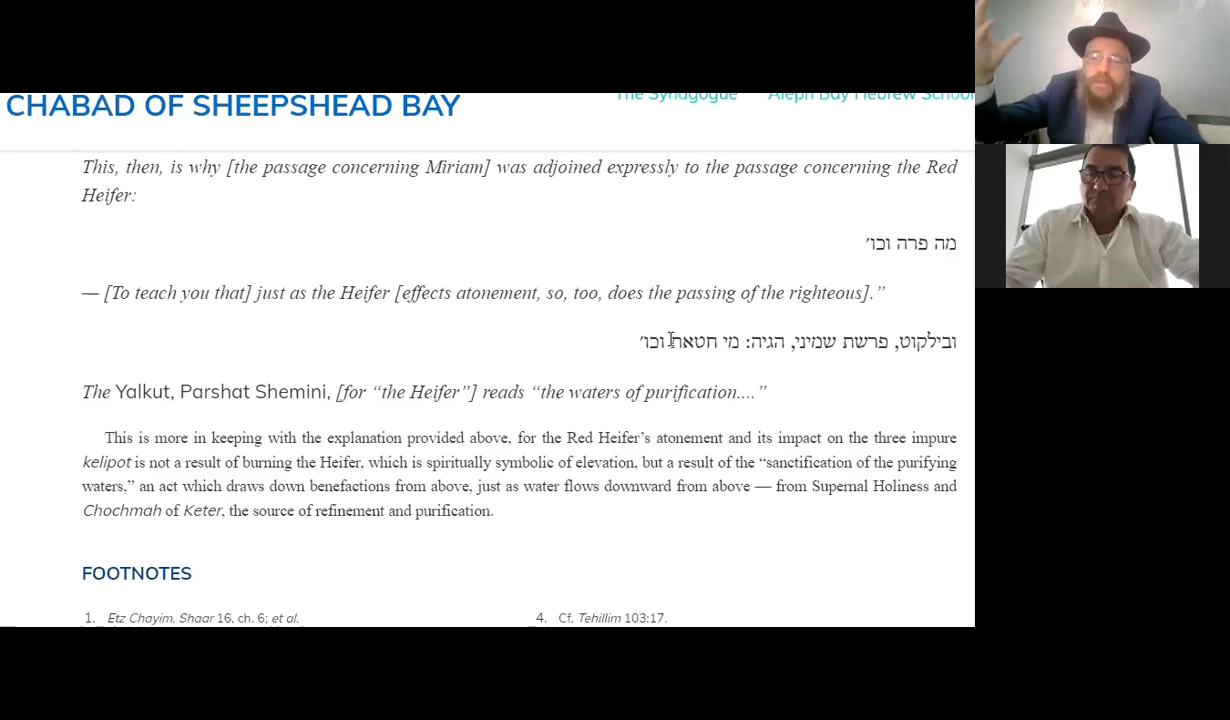 CHABAD OF SHEEPSHEAD BAY
The Synagogue Aleph Bay Hebrew School
This, then, is why [the passage concerning Miriam] was adjoined expressly to the passage concerning the Red
Heifer:
מה פרה וכו׳
— [To teach you that] just as the Heifer [effects atonement, so, too, does the passing of the righteous].”
ובילקוט, פרשת שמיני, הגיה: מי חטאת וכו׳
The Yalkut, Parshat Shemini, [for “the Heifer”] reads “the waters of purification....”
This is more in keeping with the explanation provided above, for the Red Heifer’s atonement and its impact on the three impure
kelipot is not a result of burning the Heifer, which is spiritually symbolic of elevation, but a result of the “sanctification of the purifying
waters,” an act which draws down benefactions from above, just as water flows downward from above — from Supernal Holiness and
Chochmah of Keter, the source of refinement and purification.
FOOTNOTES
1. Etz Chayim, Shaar 16, ch. 6; et al.
4. Cf. Tehillim 103:17.